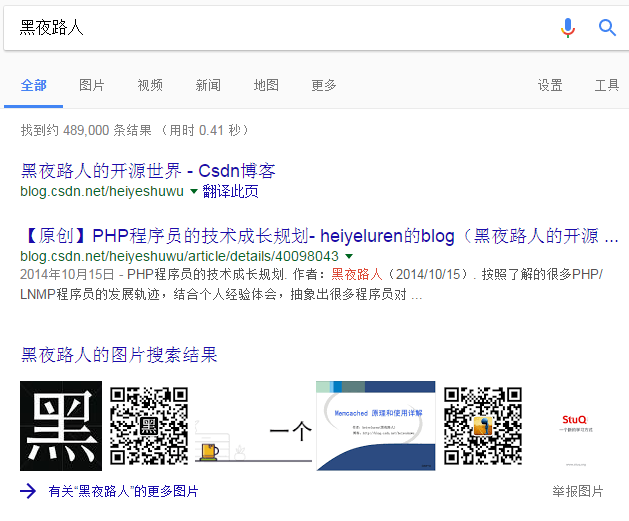 黑夜路人
全部 图片 视频 新闻 地图 更多 设置 工具
找到约 489,000 条结果 （用时 0.41 秒）
黑夜路人的开源世界 - Csdn博客
blog.csdn.net/heiyeshuwu ▼ 翻译此页
【原创】PHP程序员的技术成长规划- heiyeluren的blog（黑夜路人的开源 ...
blog.csdn.net/heiyeshuwu/article/details/40098043 ▼
2014年10月15日 - PHP程序员的技术成长规划. 作者：黑夜路人（2014/10/15）. 按照了解的很多PHP/
LNMP程序员的发展轨迹，结合个人经验体会，抽象出很多程序员对 ...
黑夜路人的图片搜索结果
黑
黑
一个
Memcached 原理和使用详解
StuQ
有关“黑夜路人”的更多图片
举报图片